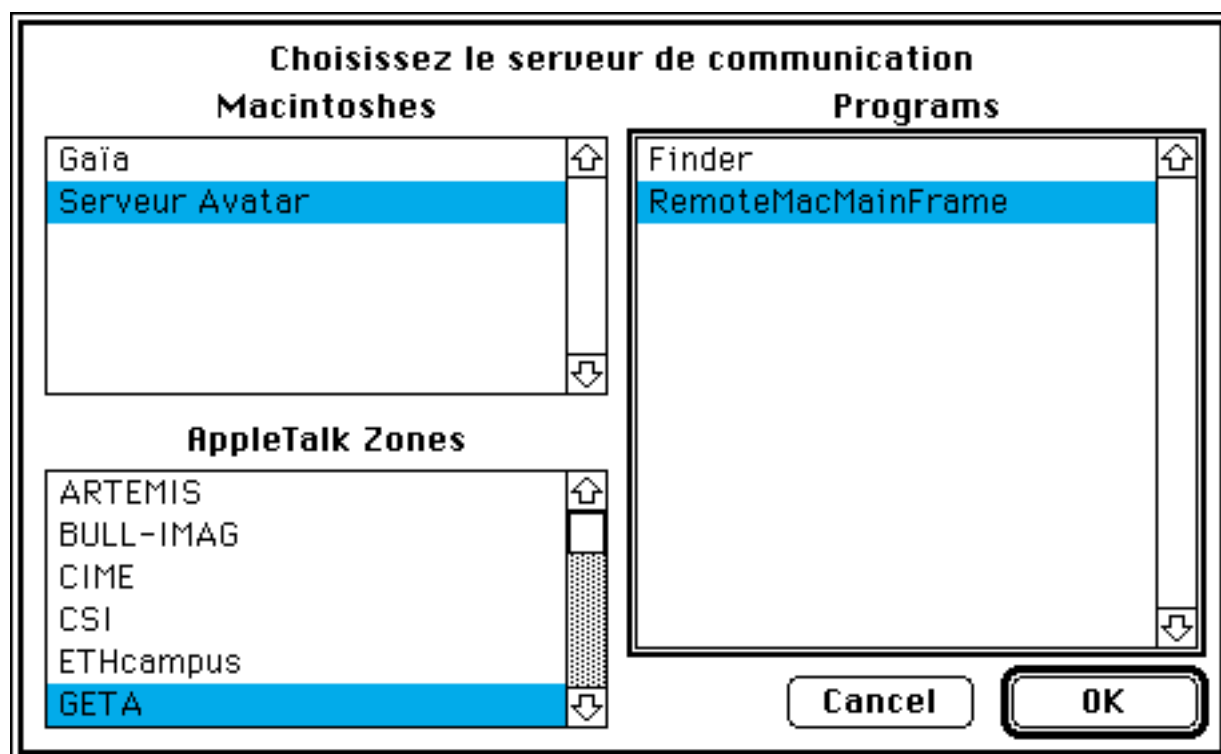 Choisissez le serveur de communication
Macintoshes
Gaïa
Serveur Avatar
AppleTalk Zones
ARTEMIS
BULL-IMAG
CIME
CSI
ETHcampus
GETA
Programs
Finder
RemoteMacMainFrame
Cancel
OK